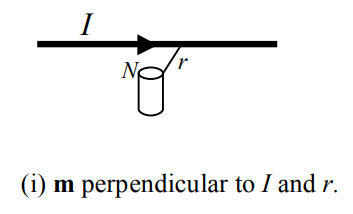 I
N r
(i) m perpendicular to I and r.